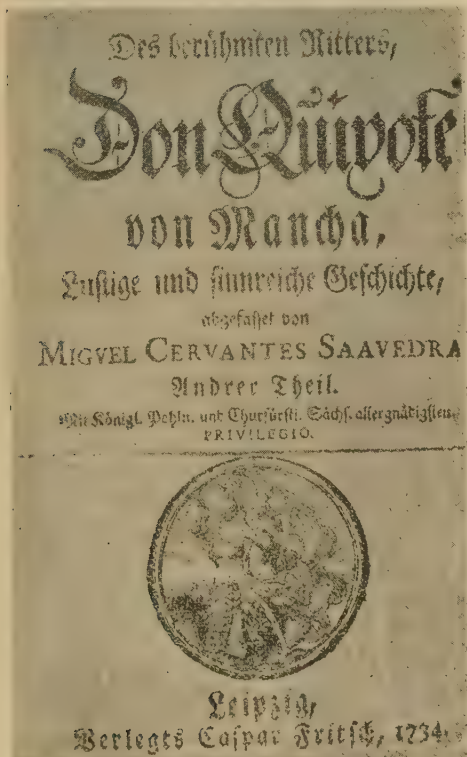 Des berühmten Ritters,
Don Quixote
von Mancha,
Lustige und sinnreiche Geschichte,
abgefasset von
MIGVEL CERVANTES SAAVEDRA
Andrer Theil.
Mit Königl. Pohln. und Churfürstl. Sächs. allergnädigsten
PRIVILEGIO.
Leipzig,
Verlegts Caspar Fritsch, 1734.